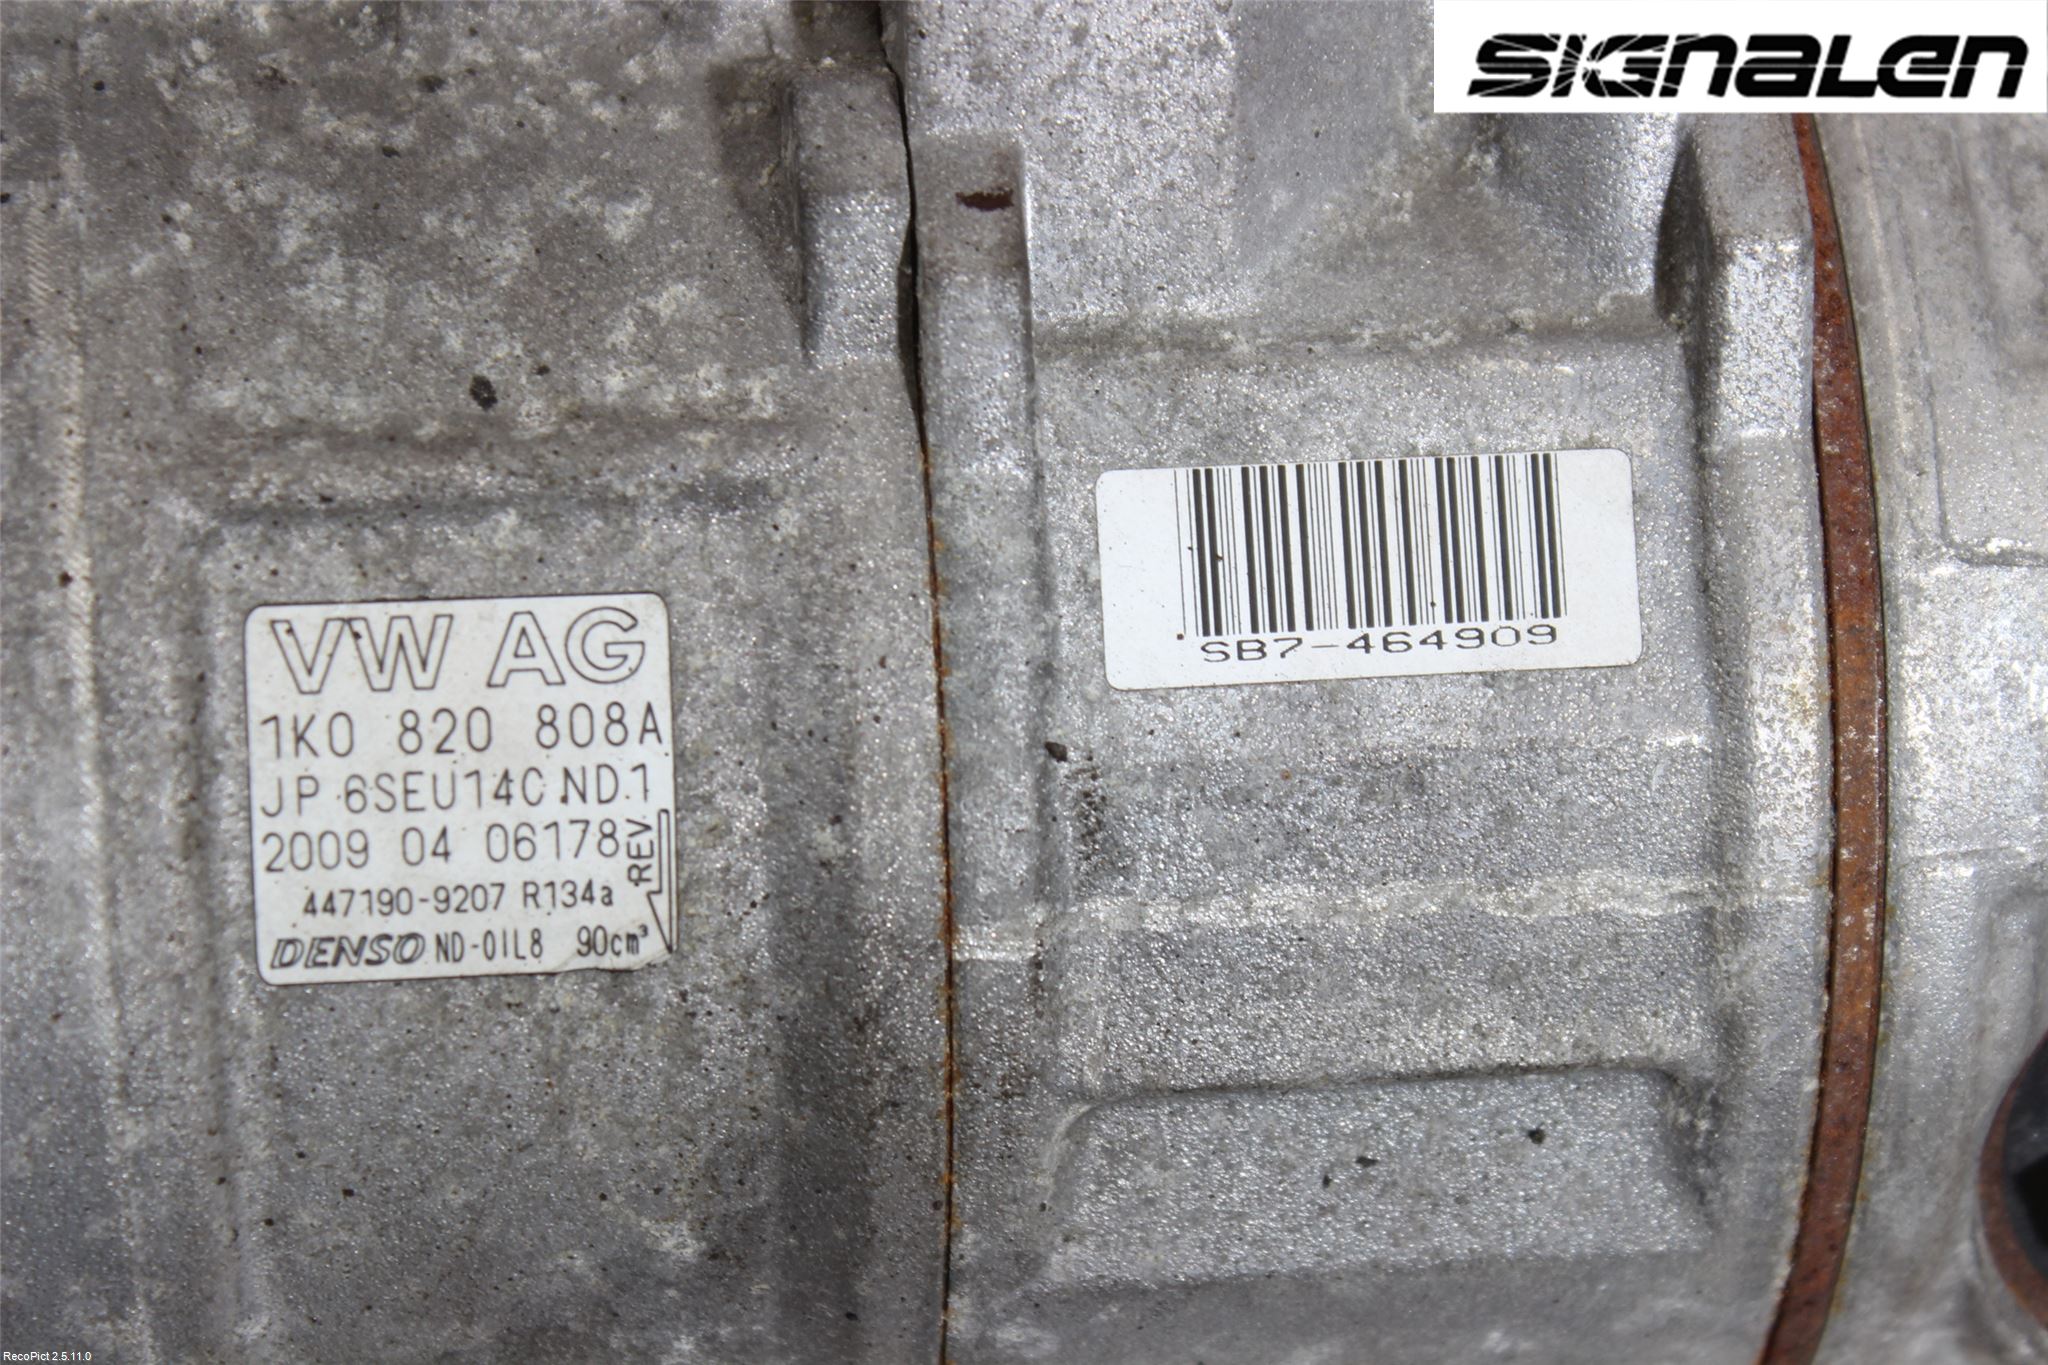 SIGNALEN
SB7-464909
VW AG
1K0 820 808A
JP 6SEU14C ND1
2009 04 06178
REV
447190-9207 R134a
DENSO ND-OIL8 90cm³
RecoPict 2.5.11.0